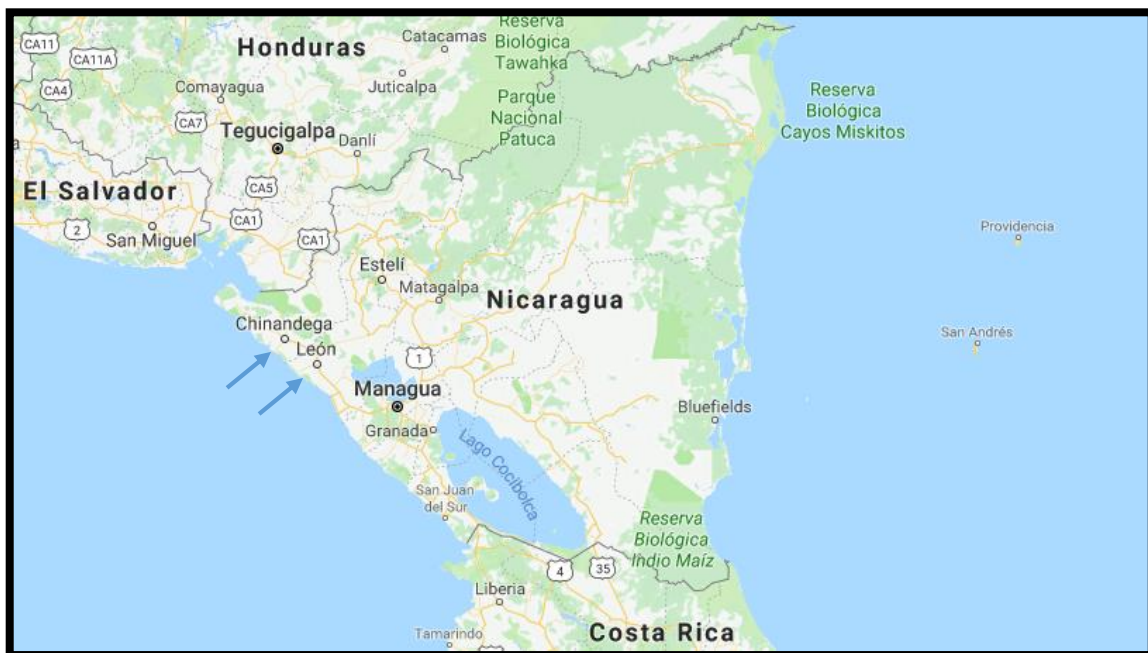 Reserva
Biológica
Tawahka
Catacamas
Honduras
CA11
CA11A
CA4
Juticalpa
Comayagua
Parque
Nacional
Patuca
Reserva
Biológica
Cayos Miskitos
CA7
Tegucigalpa
Danlí
El Salvador
CA5
CA1
CA1
2
San Miguel
Providencia
Estelí
Matagalpa
Nicaragua
Chinandega
León
San Andrés
1
Managua
Granada
Bluefields
Lago Cocibolca
San Juan
del Sur
Reserva
Biológica
Indio Maíz
4
35
Liberia
Costa Rica
Tamarindo